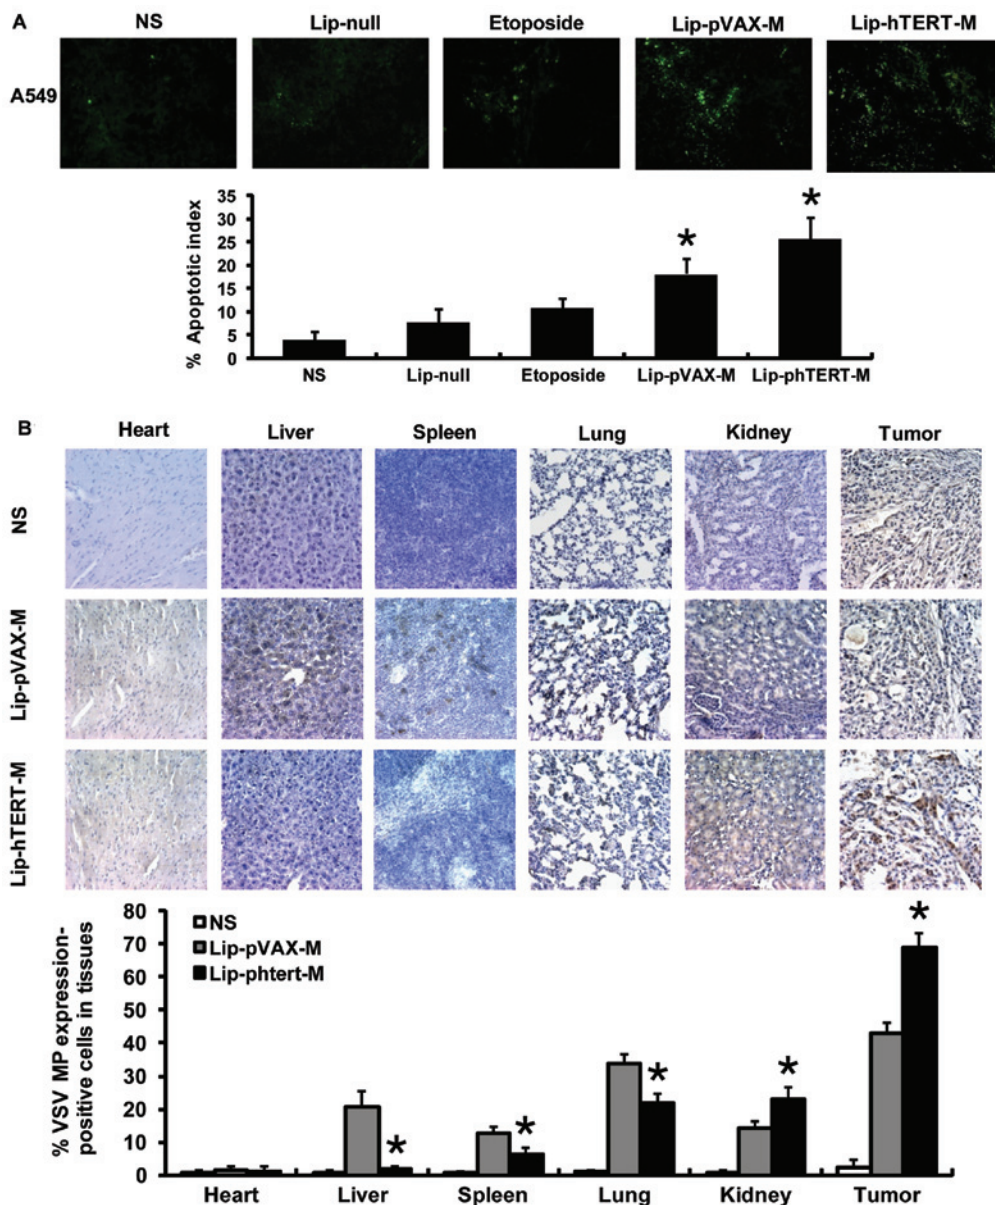 A
NS
Lip-null
Etoposide
Lip-pVAX-M
Lip-hTERT-M
A549
% Apoptotic index
35
30
25
20
15
10
5
0
*
*
NS
Lip-null
Etoposide
Lip-pVAX-M
Lip-phTERT-M
B
Heart
Liver
Spleen
Lung
Kidney
Tumor
NS
Lip-pVAX-M
Lip-hTERT-M
% VSV MP expression-
positive cells in tissues
80
70
60
50
40
30
20
10
0
NS
Lip-pVAX-M
Lip-phtert-M
*
*
*
*
*
Heart
Liver
Spleen
Lung
Kidney
Tumor